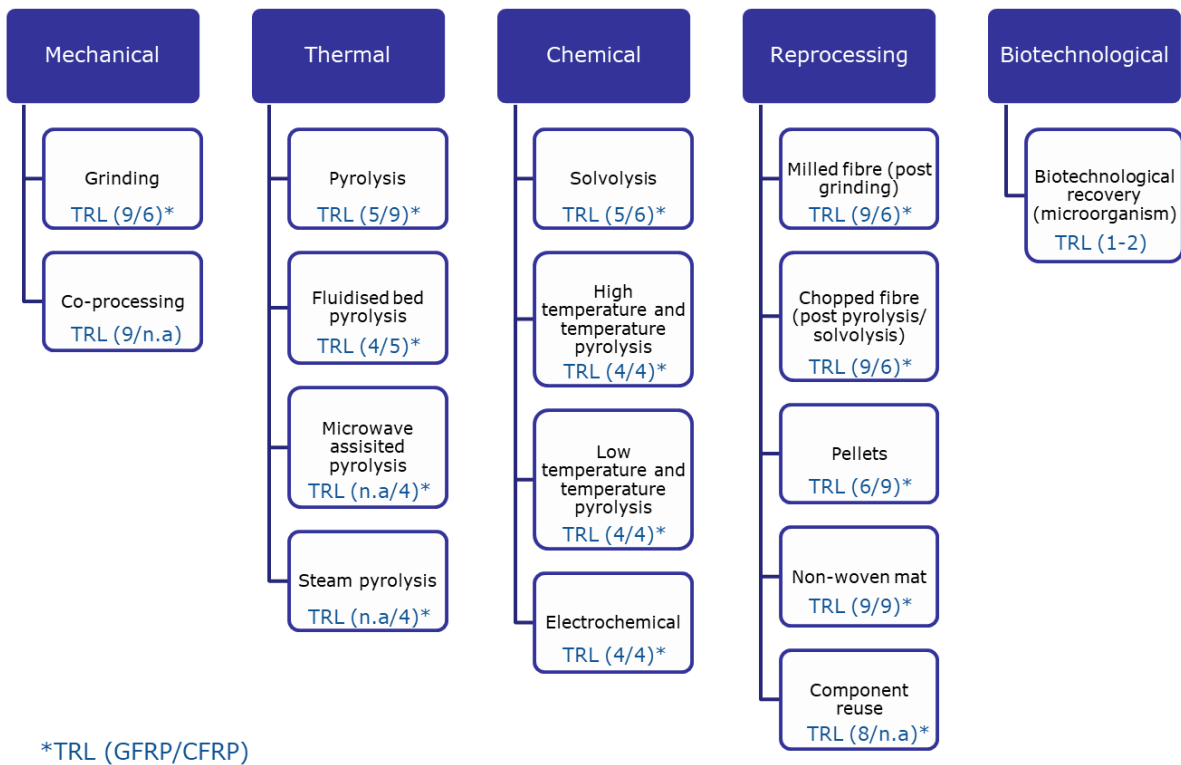 Mechanical
Grinding
TRL (9/6)*
Co-processing
TRL (9/n.a)
Thermal
Pyrolysis
TRL (5/9)*
Fluidised bed
pyrolysis
TRL (4/5)*
Microwave
assisited
pyrolysis
TRL (n.a/4)*
Steam pyrolysis
TRL (n.a/4)*
Chemical
Solvolysis
TRL (5/6)*
High
temperature and
temperature
pyrolysis
TRL (4/4)*
Low
temperature and
temperature
pyrolysis
TRL (4/4)*
Electrochemical
TRL (4/4)*
Reprocessing
Milled fibre (post
grinding)
TRL (9/6)*
Chopped fibre
(post pyrolysis/
solvolysis)
TRL (9/6)*
Pellets
TRL (6/9)*
Non-woven mat
TRL (9/9)*
Component
reuse
TRL (8/n.a)*
Biotechnological
Biotechnological
recovery
(microorganism)
TRL (1-2)
*TRL (GFRP/CFRP)